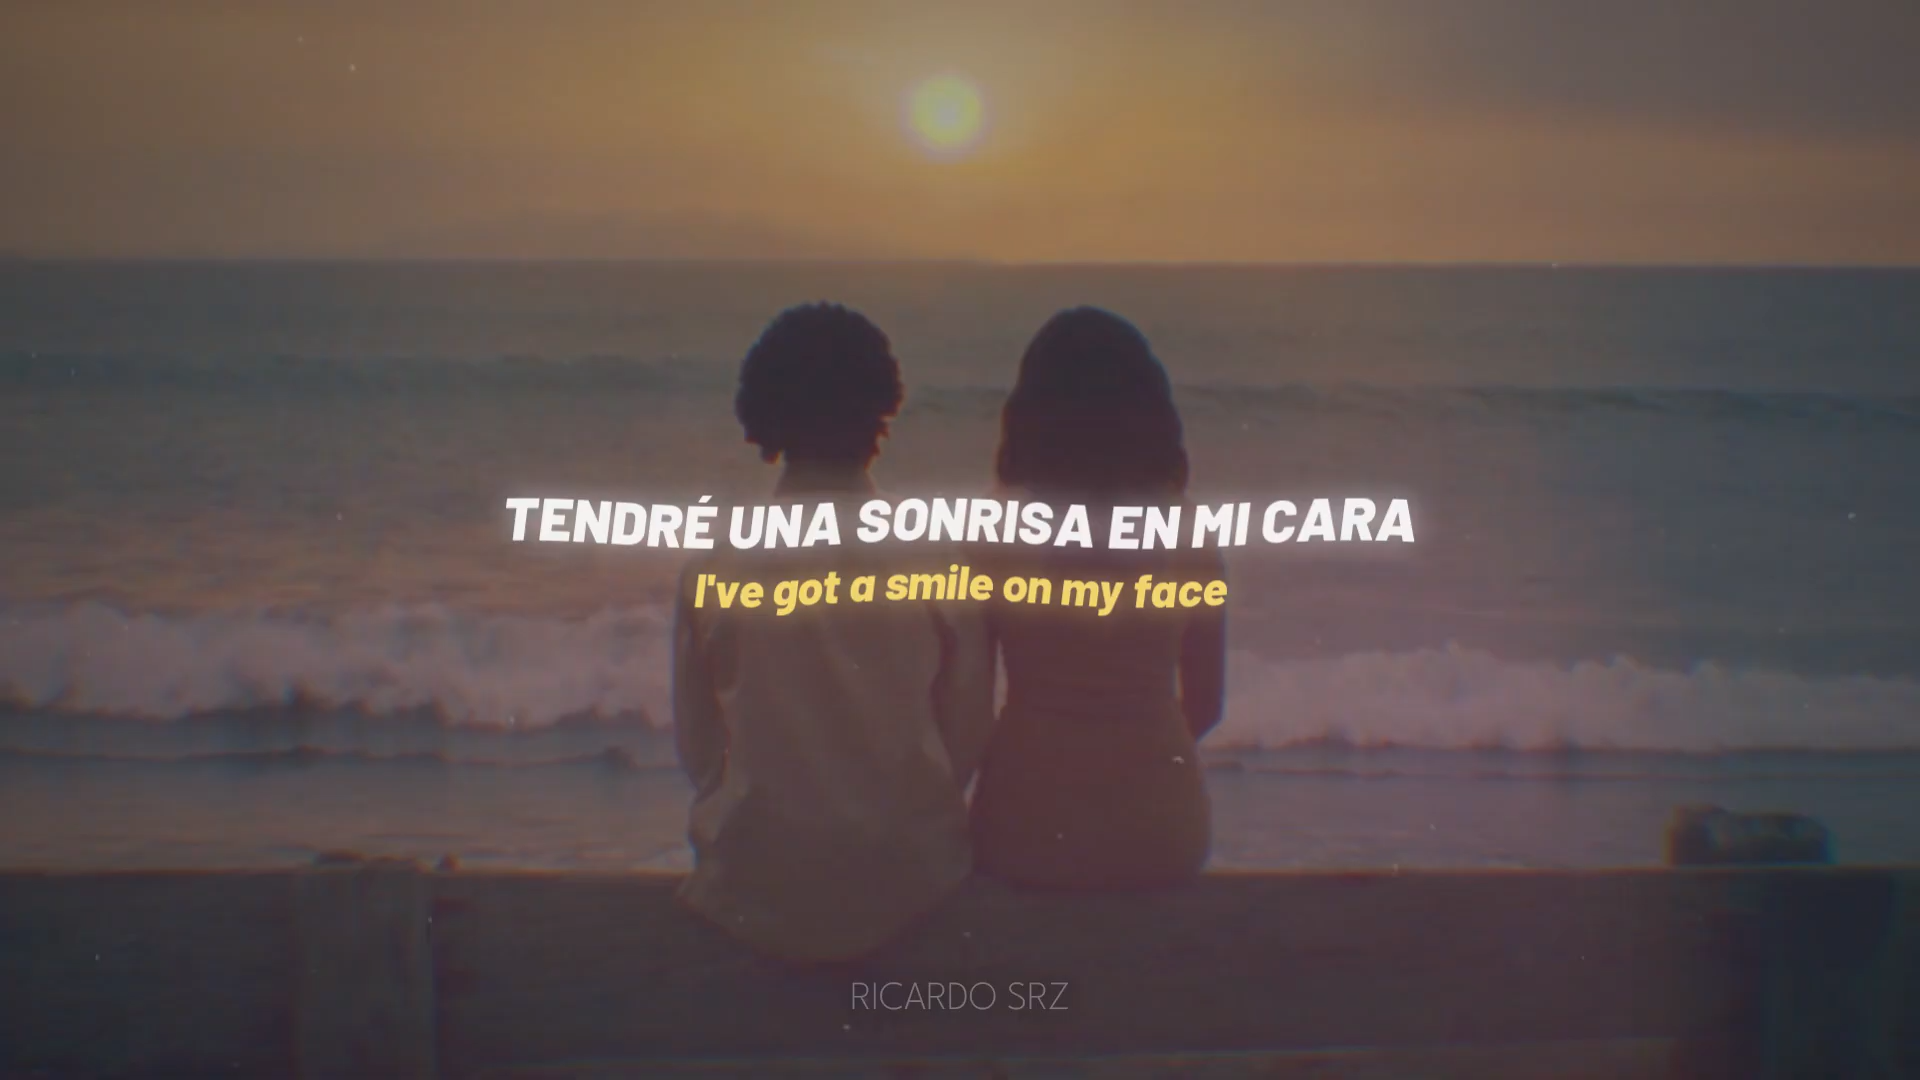 TENDRÉ UNA SONRISA EN MI CARA
I've got a smile on my face
RICARDO SRZ